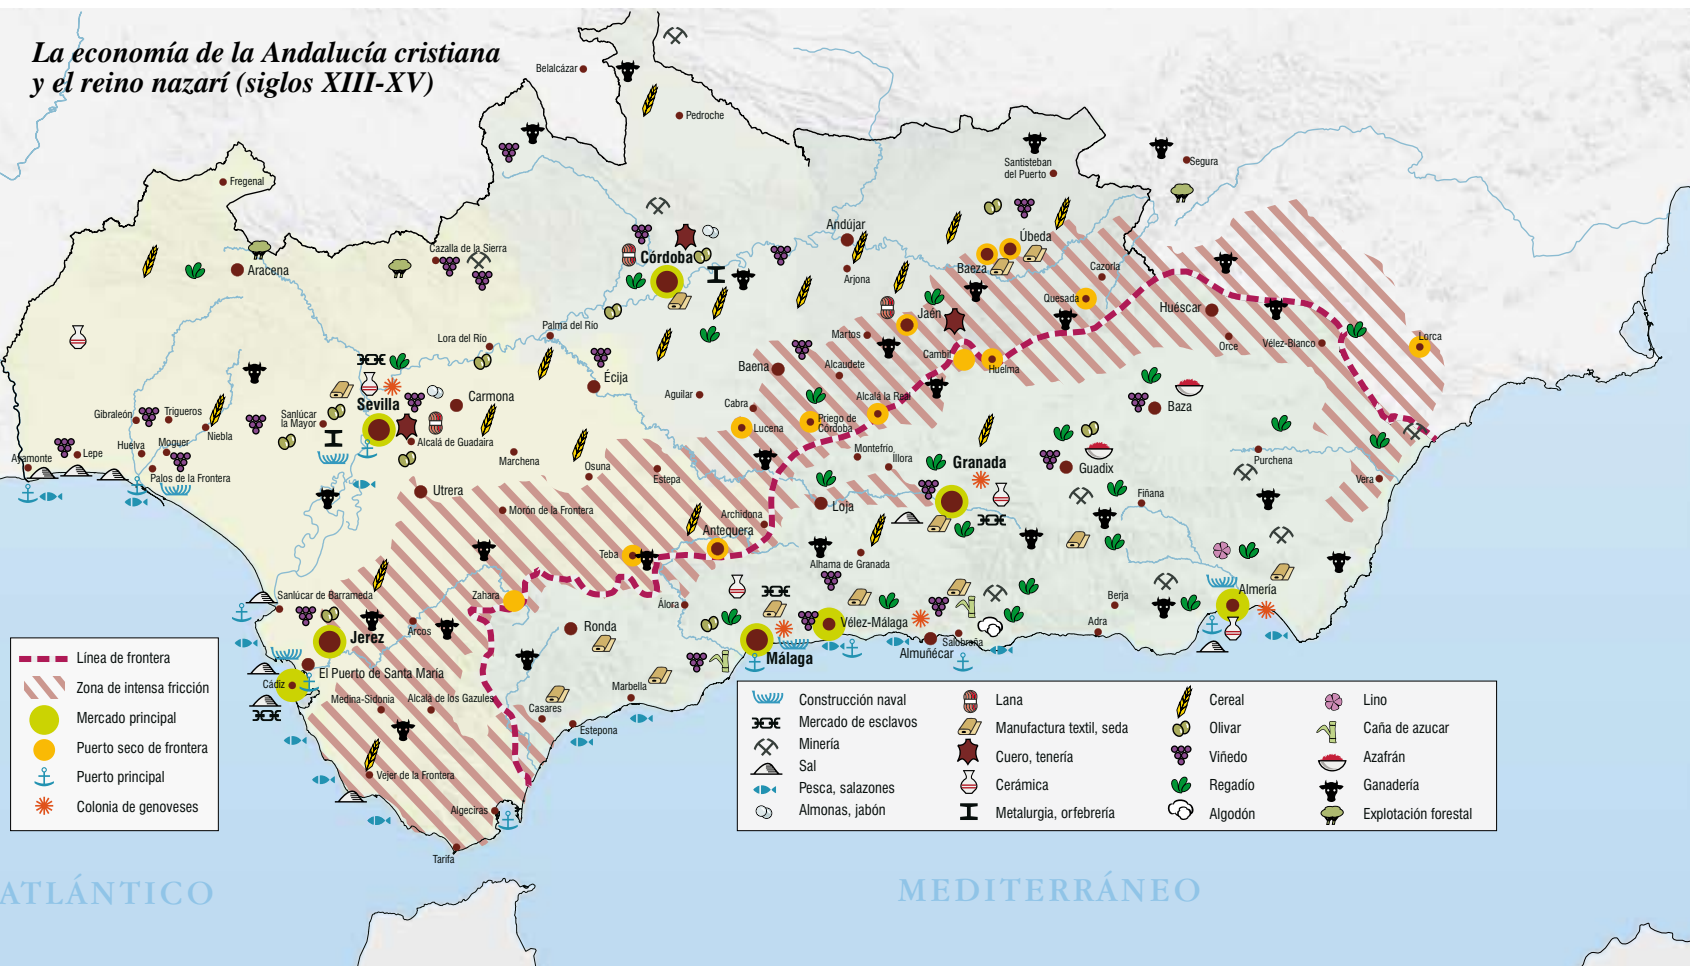 La economía de la Andalucía cristiana
y el reino nazarí (siglos XIII-XV)
Belalcázar
Pedroche
Santisteban
del Puerto
Segura
Fregenal
Cazalla de la Sierra
Aracena
Córdoba
Andújar
Arjona
Úbeda
Baeza
Cazorla
Quesada
Huéscar
Jaén
Martos
Lora del Río
Palma del Río
Orce
Vélez-Blanco
Lorca
Cambil
Huelma
Baena
Alcaudete
Écija
Carmona
Aguilar
Cabra
Alcalá la Real
Baza
Sevilla
Gibraleón
Trigueros
Sanlúcar
la Mayor
Niebla
Lucena
Priego de
Córdoba
Alcalá de Guadaira
Huelva
Moguer
Ayamonte
Lepe
Palos de la Frontera
Marchena
Osuna
Estepa
Montefrío
Illora
Granada
Guadix
Purchena
Vera
Utrera
Morón de la Frontera
Archidona
Loja
Fiñana
Antequera
Teba
Alhama de Granada
Zahara
Sanlúcar de Barrameda
Álora
Berja
Almería
Jerez
Arcos
Ronda
Vélez-Málaga
Adra
Salobraña
Almuñécar
Málaga
El Puerto de Santa María
Cádiz
Medina-Sidonia
Alcalá de los Gazules
Marbella
Casares
Estepona
Vejer de la Frontera
Algeciras
Tarifa
Línea de frontera
Zona de intensa fricción
Mercado principal
Puerto seco de frontera
Puerto principal
Colonia de genoveses
Construcción naval
Mercado de esclavos
Minería
Sal
Pesca, salazones
Almonas, jabón
Lana
Manufactura textil, seda
Cuero, tenería
Cerámica
Metalurgia, orfebrería
Cereal
Olivar
Viñedo
Regadío
Algodón
Lino
Caña de azucar
Azafrán
Ganadería
Explotación forestal
ATLÁNTICO
MEDITERRÁNEO